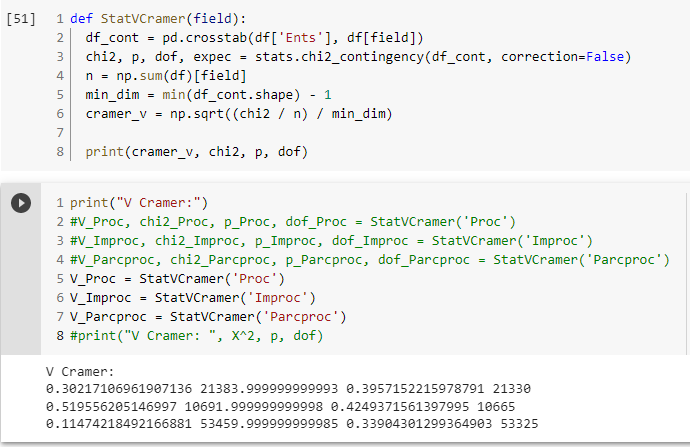 [51] 1 def StatVCramer(field):
2 df_cont = pd.crosstab(df['Ents'], df[field])
3 chi2, p, dof, expec = stats.chi2_contingency(df_cont, correction=False)
4 n = np.sum(df)[field]
5 min_dim = min(df_cont.shape) - 1
6 cramer_v = np.sqrt((chi2 / n) / min_dim)
7
8 print(cramer_v, chi2, p, dof)
1 print("V Cramer:")
2 #V_Proc, chi2_Proc, p_Proc, dof_Proc = StatVCramer('Proc')
3 #V_Improc, chi2_Improc, p_Improc, dof_Improc = StatVCramer('Improc')
4 #V_Parcproc, chi2_Parcproc, p_Parcproc, dof_Parcproc = StatVCramer('Parcproc')
5 V_Proc = StatVCramer('Proc')
6 V_Improc = StatVCramer('Improc')
7 V_Parcproc = StatVCramer('Parcproc')
8 #print("V Cramer: ", X^2, p, dof)
V Cramer:
0.30217106961907136 21383.999999999993 0.3957152215978791 21330
0.519556205146997 10691.999999999998 0.4249371561397995 10665
0.11474218492166881 53459.999999999985 0.33904301299364903 53325